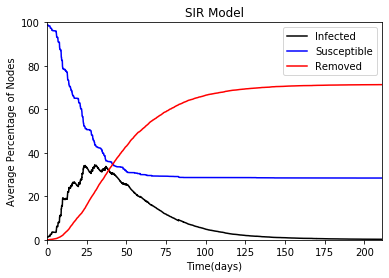 SIR Model
Infected
Susceptible
Removed
Average Percentage of Nodes
100
80
60
40
20
0
0 25 50 75 100 125 150 175 200
Time(days)